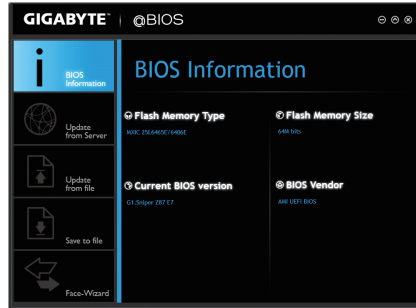 GIGABYTE™ @BIOS
BIOS
Information
Update
from Server
Update
from file
Save to file
Face-Wizard
BIOS Information
Flash Memory Type
MXIC 25L6465E/6406E
Flash Memory Size
64M bits
Current BIOS version
G1.Sniper Z87 E7
BIOS Vendor
AMI UEFI BIOS